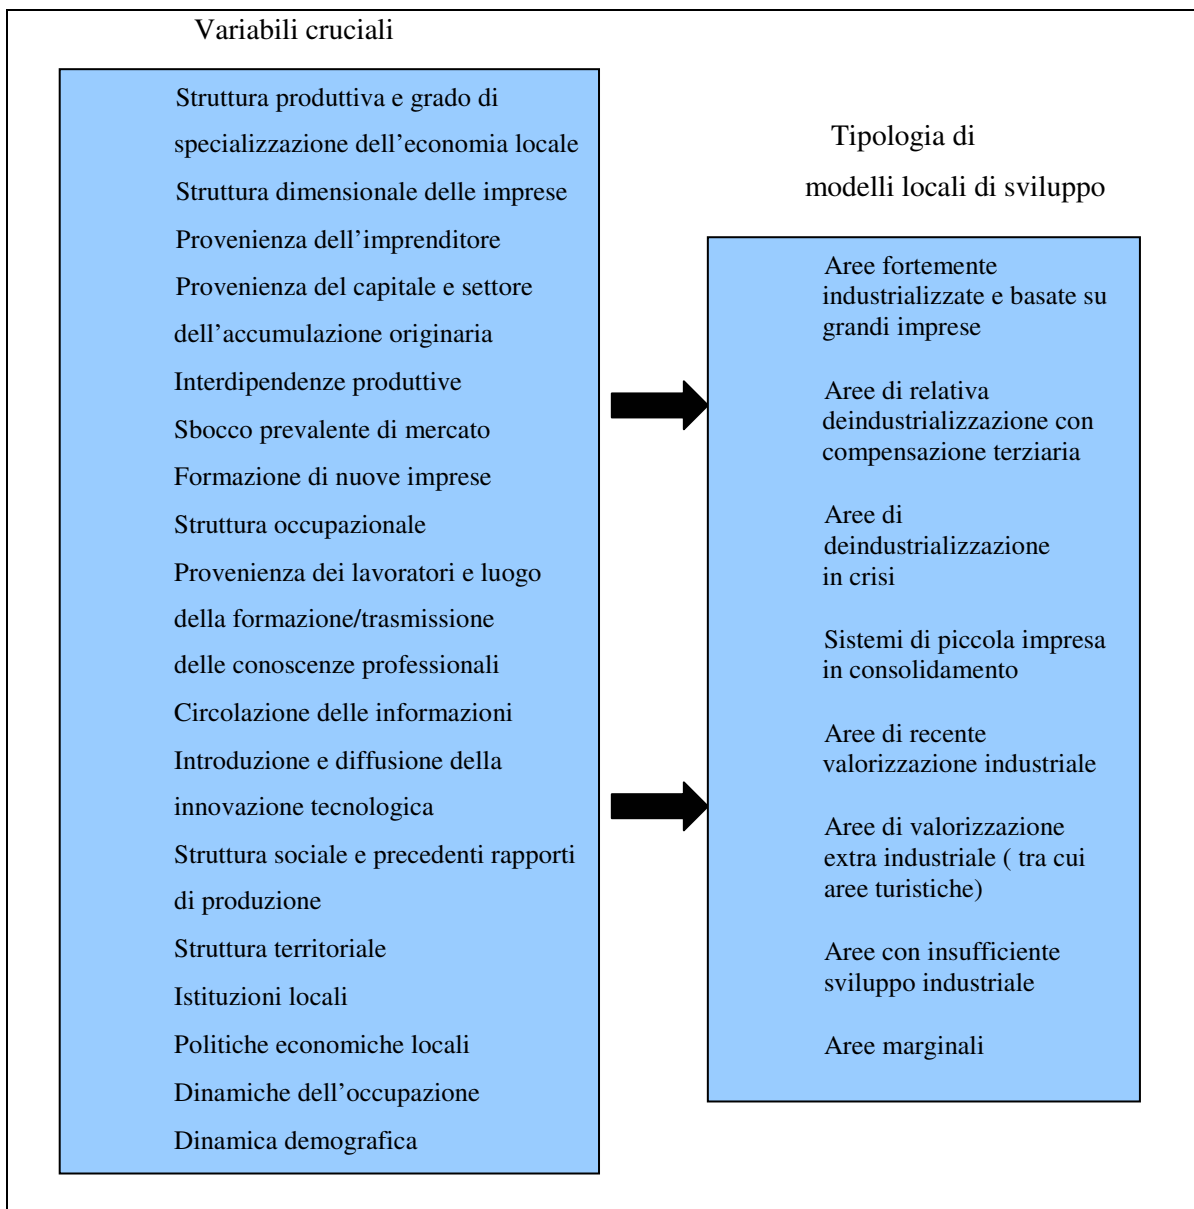 Variabili cruciali
Struttura produttiva e grado di
specializzazione dell’economia locale
Struttura dimensionale delle imprese
Provenienza dell’imprenditore
Provenienza del capitale e settore
dell’accumulazione originaria
Interdipendenze produttive
Sbocco prevalente di mercato
Formazione di nuove imprese
Struttura occupazionale
Provenienza dei lavoratori e luogo
della formazione/trasmissione
delle conoscenze professionali
Circolazione delle informazioni
Introduzione e diffusione della
innovazione tecnologica
Struttura sociale e precedenti rapporti
di produzione
Struttura territoriale
Istituzioni locali
Politiche economiche locali
Dinamiche dell’occupazione
Dinamica demografica
Tipologia di
modelli locali di sviluppo
Aree fortemente
industrializzate e basate su
grandi imprese
Aree di relativa
deindustrializzazione con
compensazione terziaria
Aree di
deindustrializzazione
in crisi
Sistemi di piccola impresa
in consolidamento
Aree di recente
valorizzazione industriale
Aree di valorizzazione
extra industriale ( tra cui
aree turistiche)
Aree con insufficiente
sviluppo industriale
Aree marginali